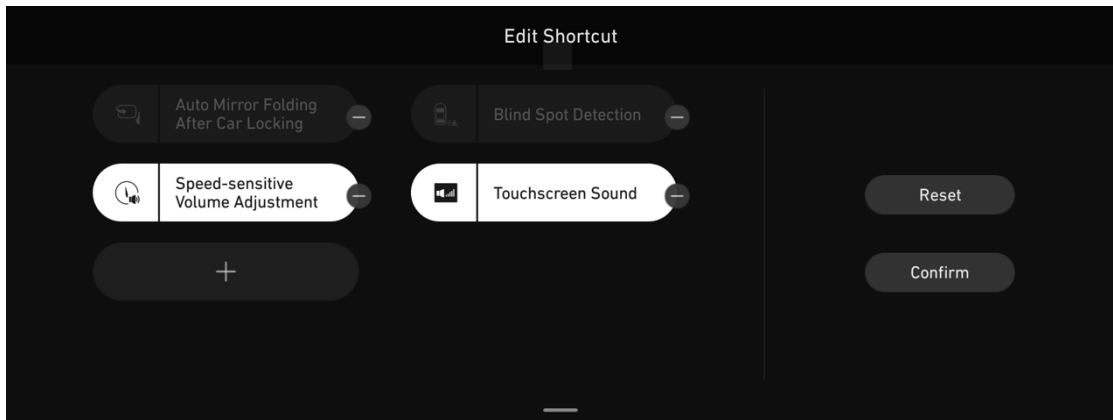 Edit Shortcut
Auto Mirror Folding
After Car Locking
Blind Spot Detection
Speed-sensitive
Volume Adjustment
Touchscreen Sound
Reset
Confirm